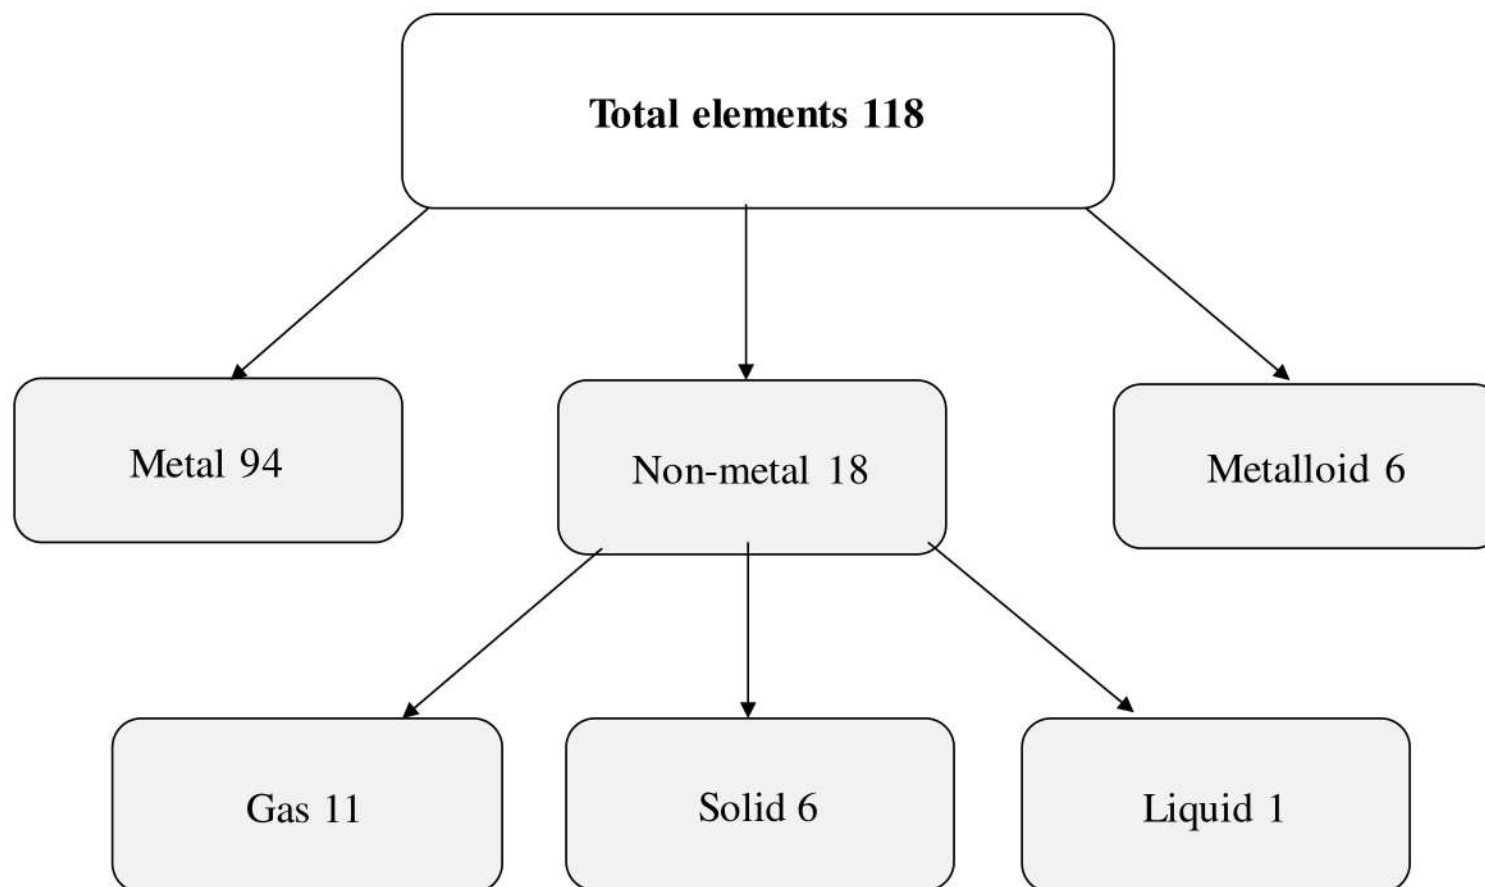 Total elements 118
Metal 94
Non-metal 18
Metalloid 6
Gas 11
Solid 6
Liquid 1